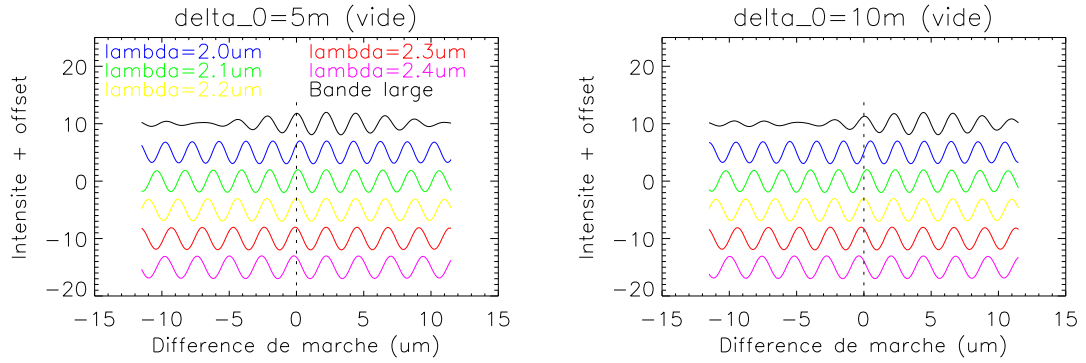 delta_0=5m (vide)
lambda=2.0um
lambda=2.3um
lambda=2.1um
lambda=2.4um
lambda=2.2um
Bande large
20
10
0
−10
−20
Intensite + offset
−15 −10 −5 0 5 10 15
Difference de marche (um)
delta_0=10m (vide)
20
10
0
−10
−20
Intensite + offset
−15 −10 −5 0 5 10 15
Difference de marche (um)